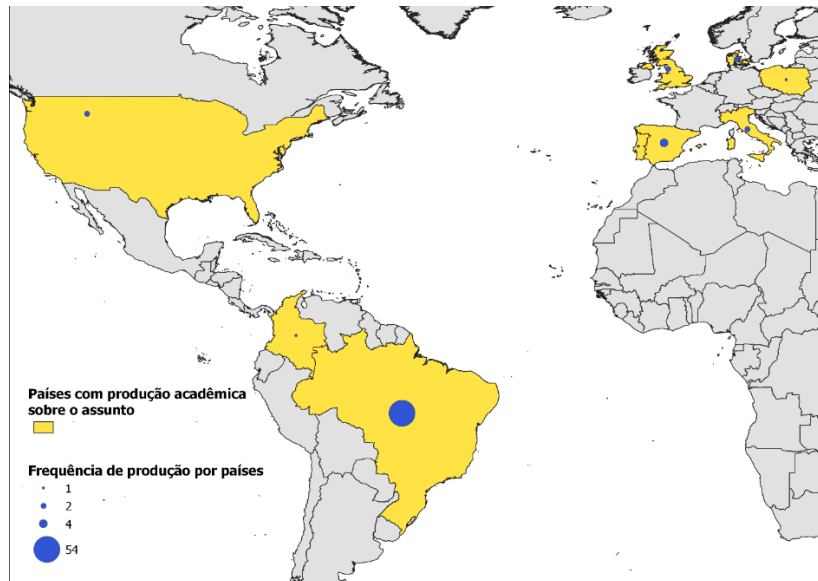 Países com produção acadêmica
sobre o assunto
Frequência de produção por países
1
2
4
54